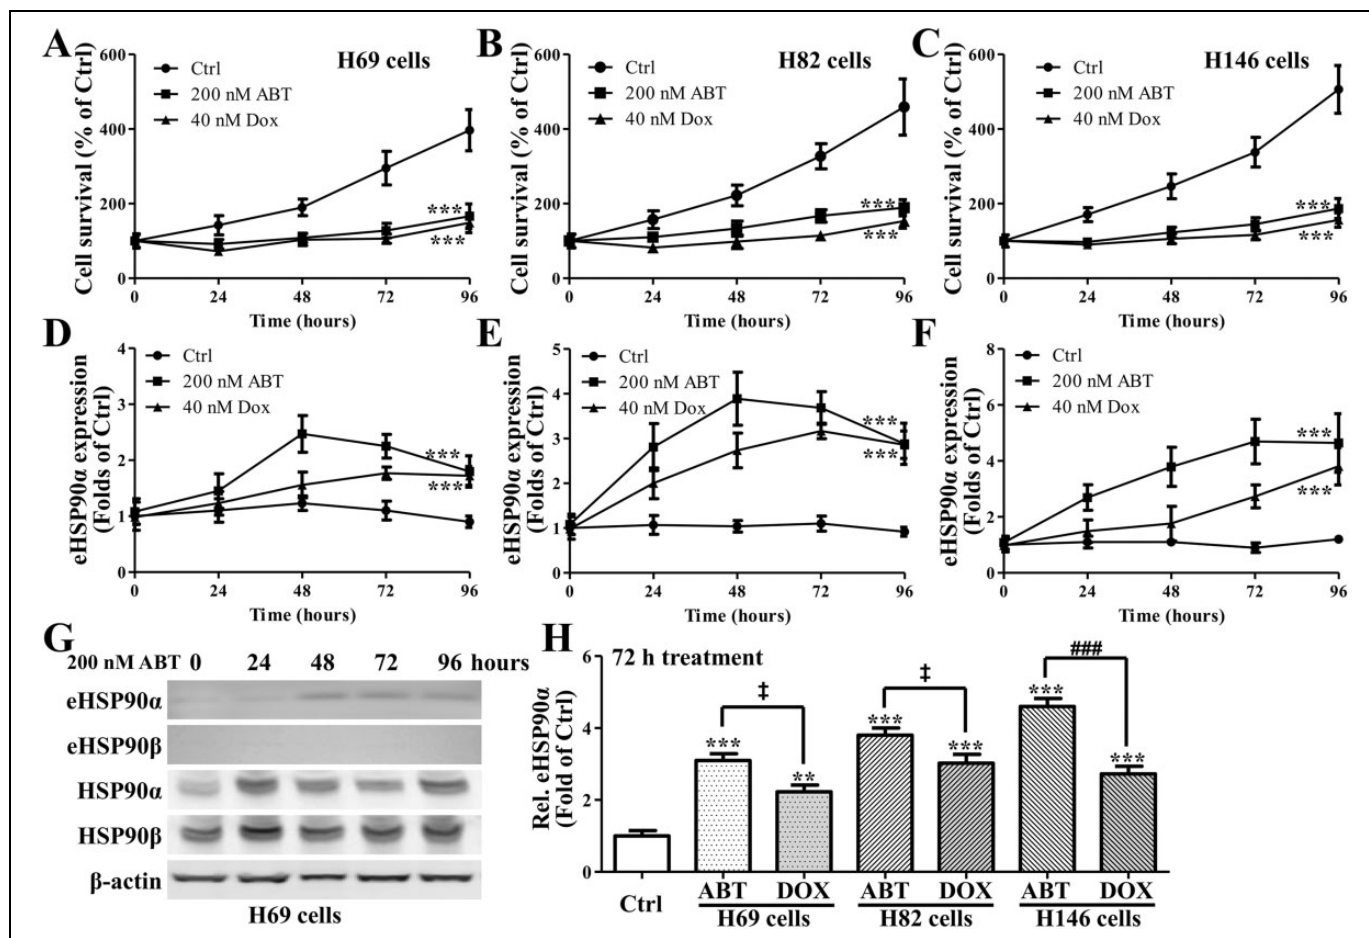 A
H69 cells
Cell survival (% of Ctrl)
600
400
200
100
0
Ctrl
200 nM ABT
40 nM Dox
***
***
0 24 48 72 96
Time (hours)
B
H82 cells
Cell survival (% of Ctrl)
600
400
200
100
0
Ctrl
200 nM ABT
40 nM Dox
***
***
0 24 48 72 96
Time (hours)
C
H146 cells
Cell survival (% of Ctrl)
600
400
200
100
0
Ctrl
200 nM ABT
40 nM Dox
***
***
0 24 48 72 96
Time (hours)
D
eHSP90α expression
(Folds of Ctrl)
4
3
2
1
0
Ctrl
200 nM ABT
40 nM Dox
***
***
0 24 48 72 96
Time (hours)
E
eHSP90α expression
(Folds of Ctrl)
5
4
3
2
1
0
Ctrl
200 nM ABT
40 nM Dox
***
***
0 24 48 72 96
Time (hours)
F
eHSP90α expression
(Folds of Ctrl)
8
6
4
2
1
0
Ctrl
200 nM ABT
40 nM Dox
***
***
0 24 48 72 96
Time (hours)
G
200 nM ABT 0 24 48 72 96 hours
eHSP90α
eHSP90β
HSP90α
HSP90β
β-actin
H69 cells
H
72 h treatment
Rel. eHSP90α
(Fold of Ctrl)
6
4
2
0
‡
‡
###
***
**
***
***
***
***
Ctrl
ABT DOX ABT DOX ABT DOX
H69 cells H82 cells H146 cells